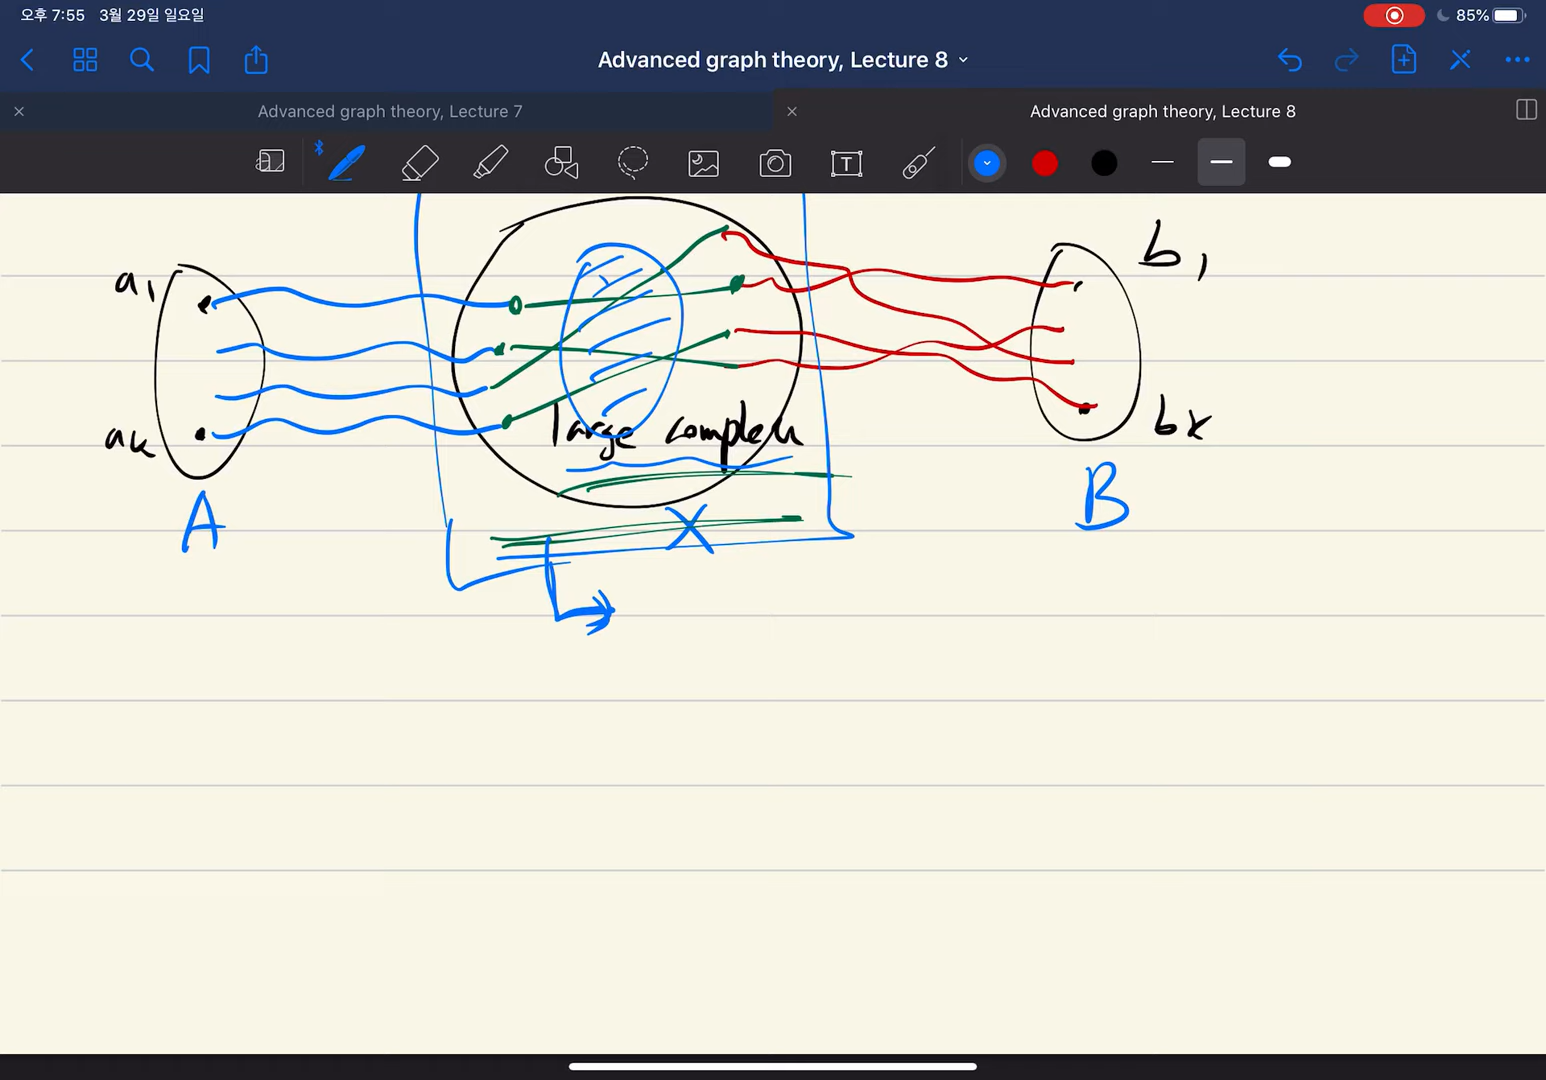 오후 7:55 3월 29일 일요일
85%
Advanced graph theory, Lecture 8
Advanced graph theory, Lecture 7
Advanced graph theory, Lecture 8
a1
b1
ak
large
bk
A
X
B